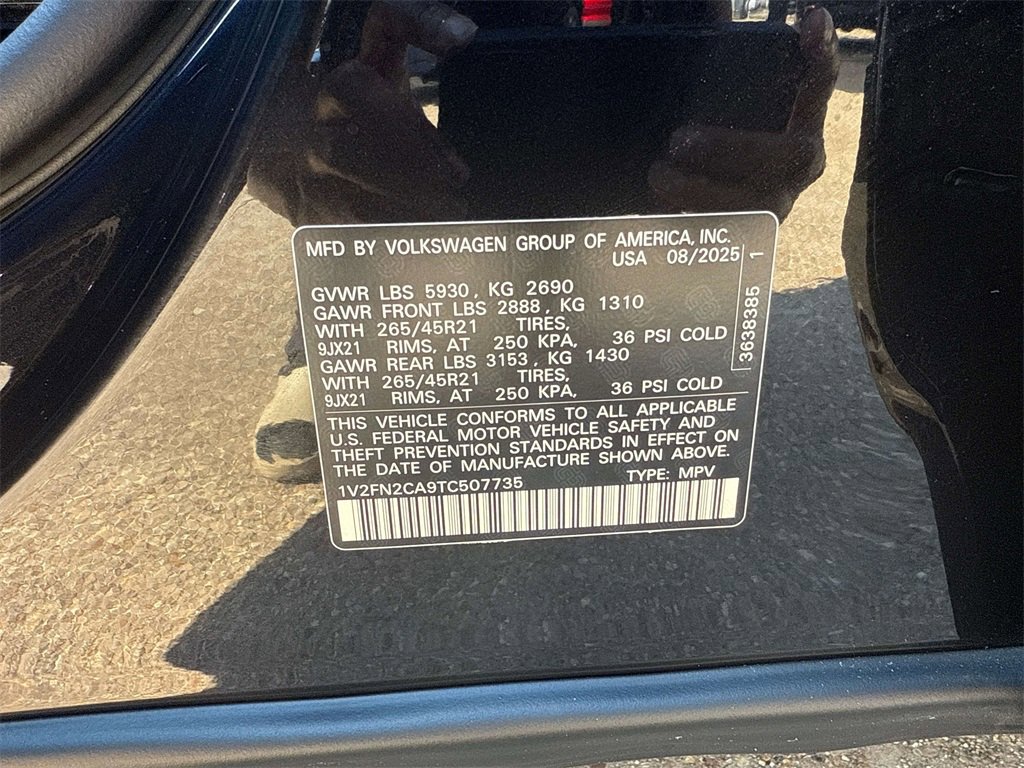 MFD BY VOLKSWAGEN GROUP OF AMERICA, INC.
USA 08/2025
GVWR LBS 5930, KG 2690
GAWR FRONT LBS 2888, KG 1310
WITH 265/45R21 TIRES,
9JX21 RIMS, AT 250 KPA, 36 PSI COLD
GAWR REAR LBS 3153, KG 1430
WITH 265/45R21 TIRES,
9JX21 RIMS, AT 250 KPA, 36 PSI COLD
3638385 1
THIS VEHICLE CONFORMS TO ALL APPLICABLE
U.S. FEDERAL MOTOR VEHICLE SAFETY AND
THEFT PREVENTION STANDARDS IN EFFECT ON
THE DATE OF MANUFACTURE SHOWN ABOVE.
1V2FN2CA9TC507735 TYPE: MPV